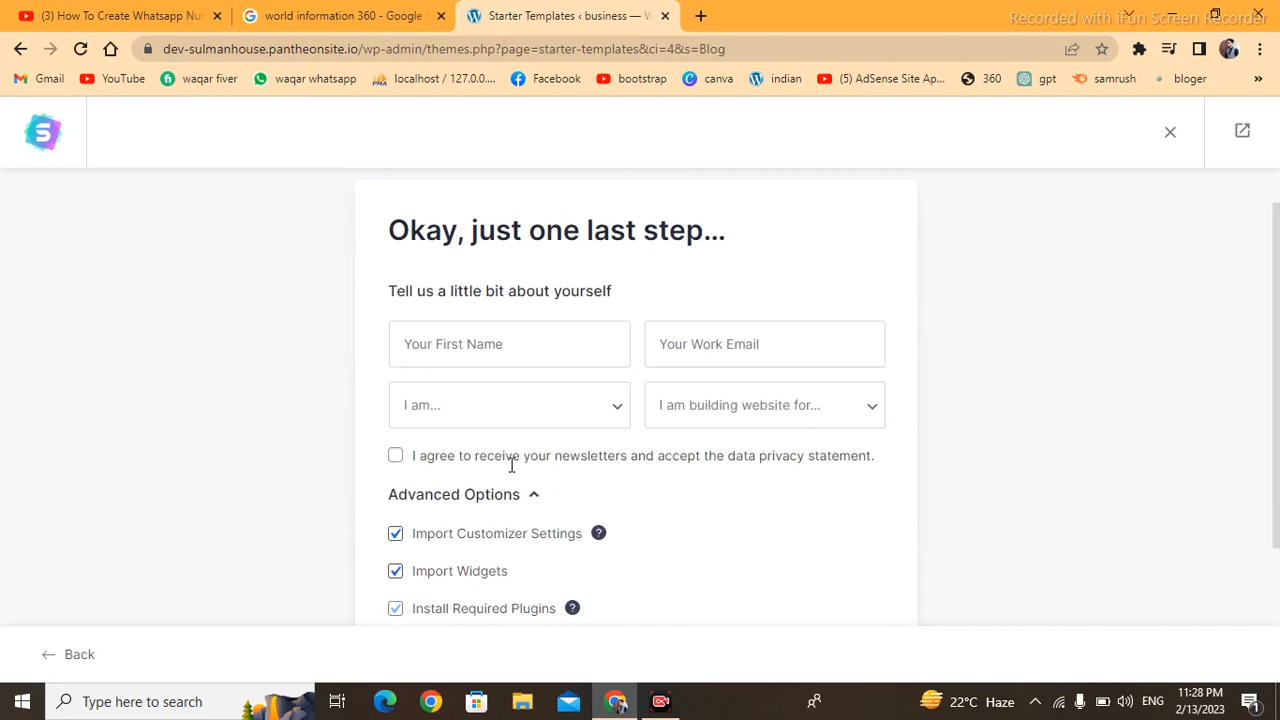 (3) How To Create Whatsapp Nu
world information 360 - Google S
Starter Templates ‹ business — W
Recorded with iFun Screen Recorder
dev-sulmanhouse.pantheonsite.io/wp-admin/themes.php?page=starter-templates&ci=4&s=Blog
Gmail
YouTube
waqar fiver
waqar whatsapp
localhost / 127.0.0....
Facebook
bootstrap
canva
indian
(5) AdSense Site Ap...
360
gpt
samrush
bloger
»
S
Okay, just one last step...
Tell us a little bit about yourself
Your First Name
Your Work Email
I am...
I am building website for...
I agree to receive your newsletters and accept the data privacy statement.
Advanced Options
Import Customizer Settings ?
Import Widgets
Install Required Plugins ?
Back
Type here to search
22°C Haze
ENG
11:28 PM
2/13/2023
1